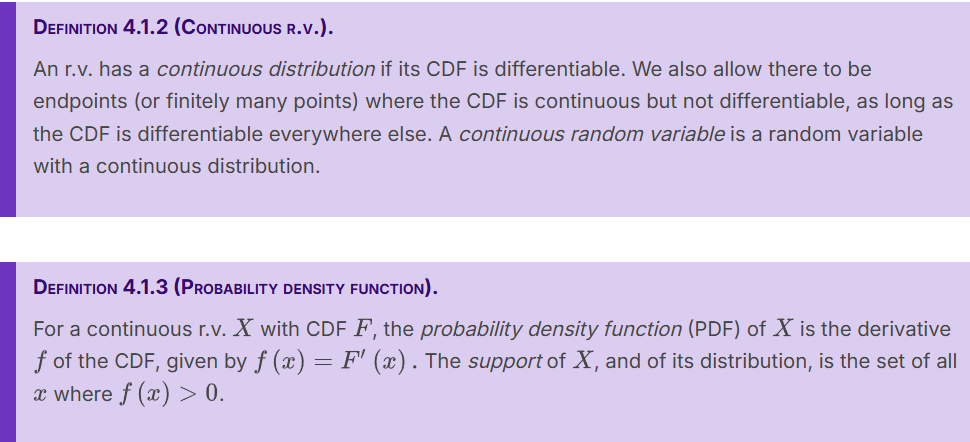 DEFINITION 4.1.2 (CONTINUOUS R.V.).
An r.v. has a continuous distribution if its CDF is differentiable. We also allow there to be
endpoints (or finitely many points) where the CDF is continuous but not differentiable, as long as
the CDF is differentiable everywhere else. A continuous random variable is a random variable
with a continuous distribution.
DEFINITION 4.1.3 (PROBABILITY DENSITY FUNCTION).
For a continuous r.v. X with CDF F, the probability density function (PDF) of X is the derivative
f of the CDF, given by f (x) = F′ (x) . The support of X, and of its distribution, is the set of all
x where f (x) > 0.